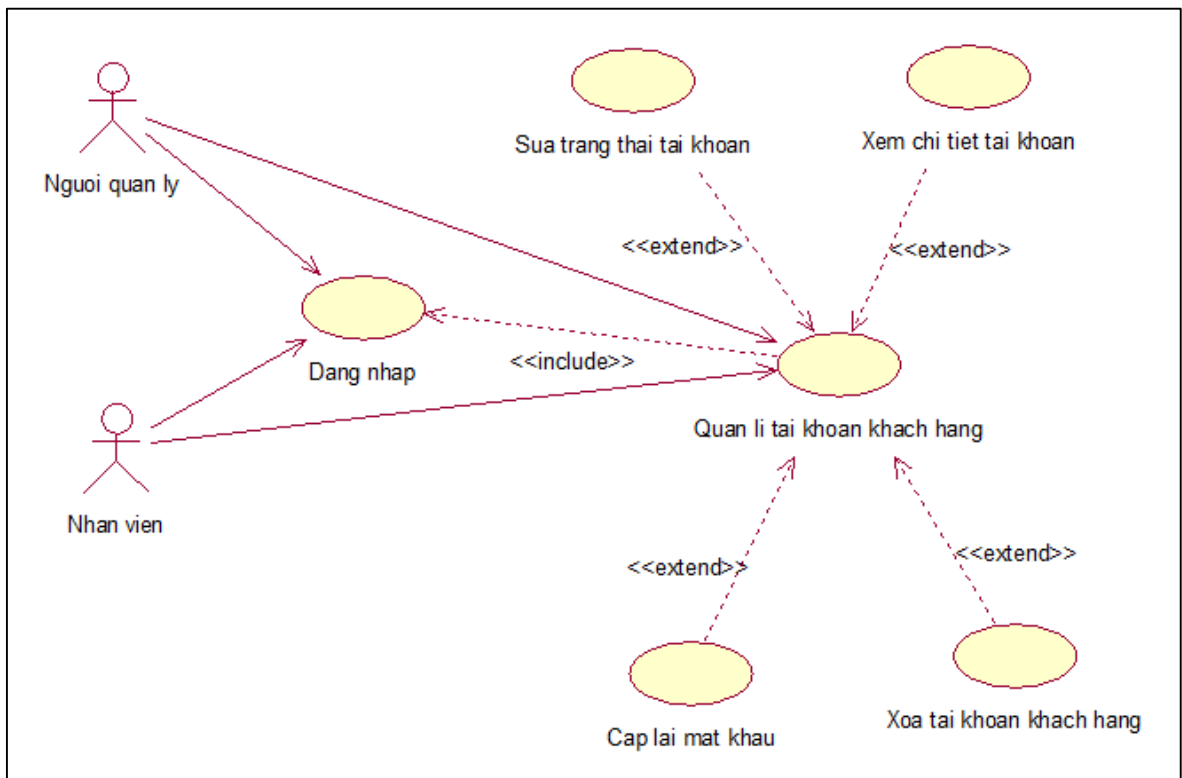 Sua trang thai tai khoan
Xem chi tiet tai khoan
Nguoi quan ly
<<extend>>
<<extend>>
Dang nhap
<<include>>
Quan li tai khoan khach hang
Nhan vien
<<extend>>
<<extend>>
Cap lai mat khau
Xoa tai khoan khach hang